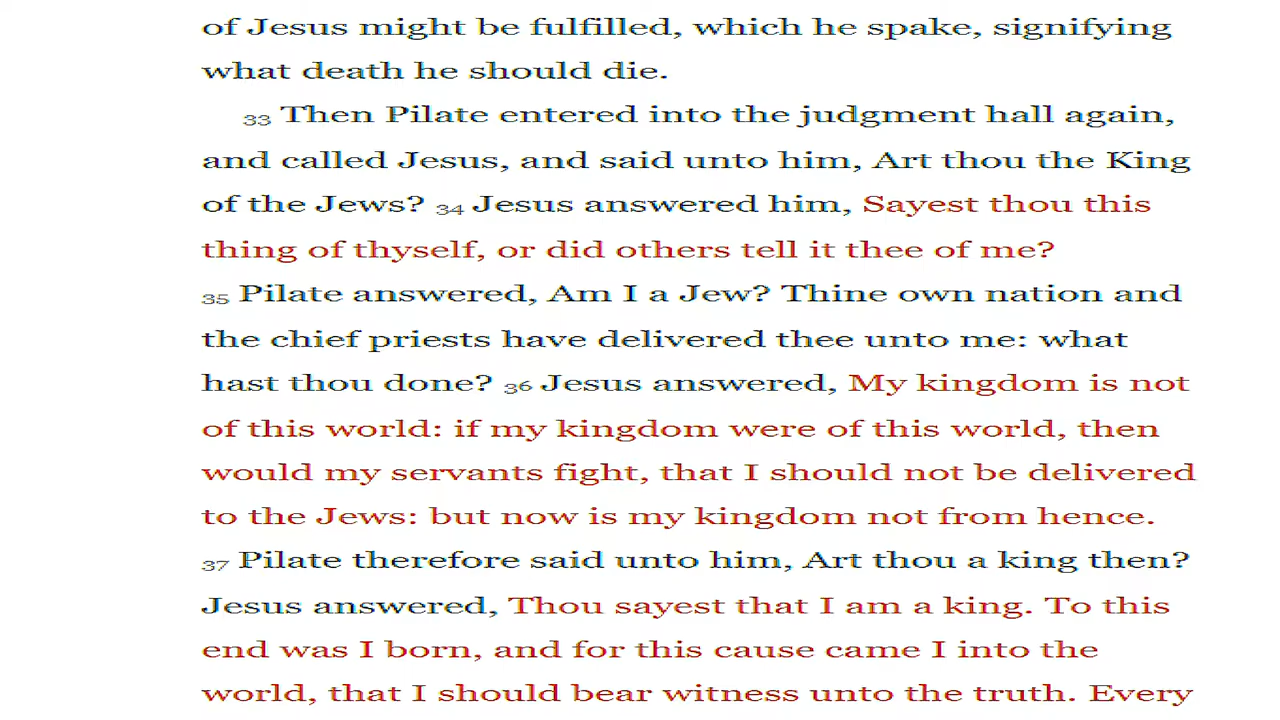 of Jesus might be fulfilled, which he spake, signifying
what death he should die.
33 Then Pilate entered into the judgment hall again,
and called Jesus, and said unto him, Art thou the King
of the Jews? 34 Jesus answered him, Sayest thou this
thing of thyself, or did others tell it thee of me?
35 Pilate answered, Am I a Jew? Thine own nation and
the chief priests have delivered thee unto me: what
hast thou done? 36 Jesus answered, My kingdom is not
of this world: if my kingdom were of this world, then
would my servants fight, that I should not be delivered
to the Jews: but now is my kingdom not from hence.
37 Pilate therefore said unto him, Art thou a king then?
Jesus answered, Thou sayest that I am a king. To this
end was I born, and for this cause came I into the
world, that I should bear witness unto the truth. Every